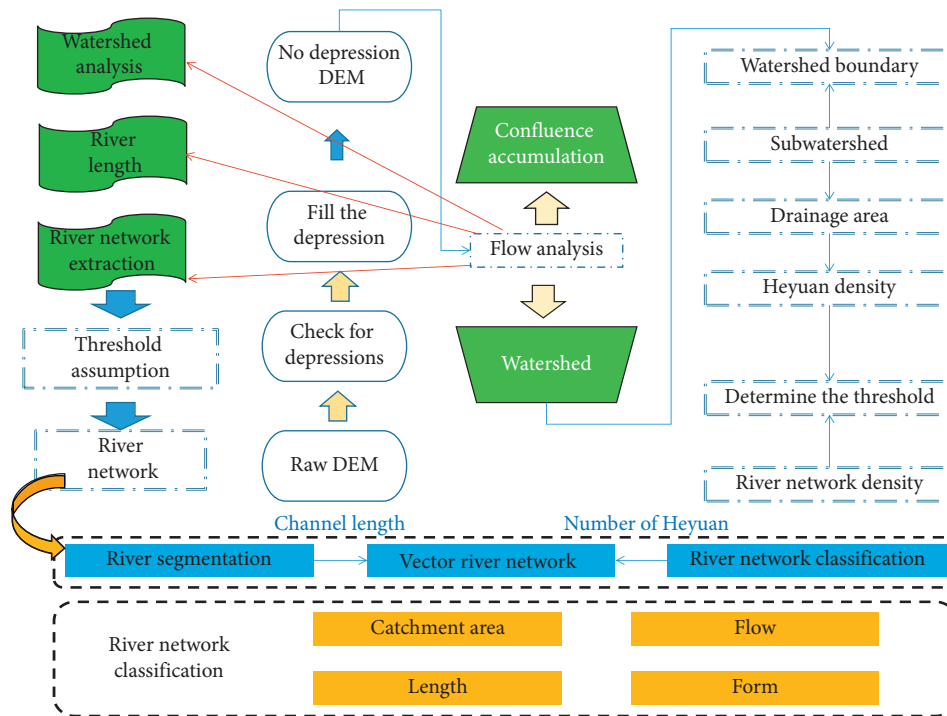 Watershed
analysis
River
length
River network
extraction
Threshold
assumption
River
network
No depression
DEM
Fill the
depression
Check for
depressions
Raw DEM
Confluence
accumulation
Flow analysis
Watershed
Watershed boundary
Subwatershed
Drainage area
Heyuan density
Determine the threshold
River network density
Channel length
Number of Heyuan
River segmentation
Vector river network
River network classification
River network
classification
Catchment area
Flow
Length
Form